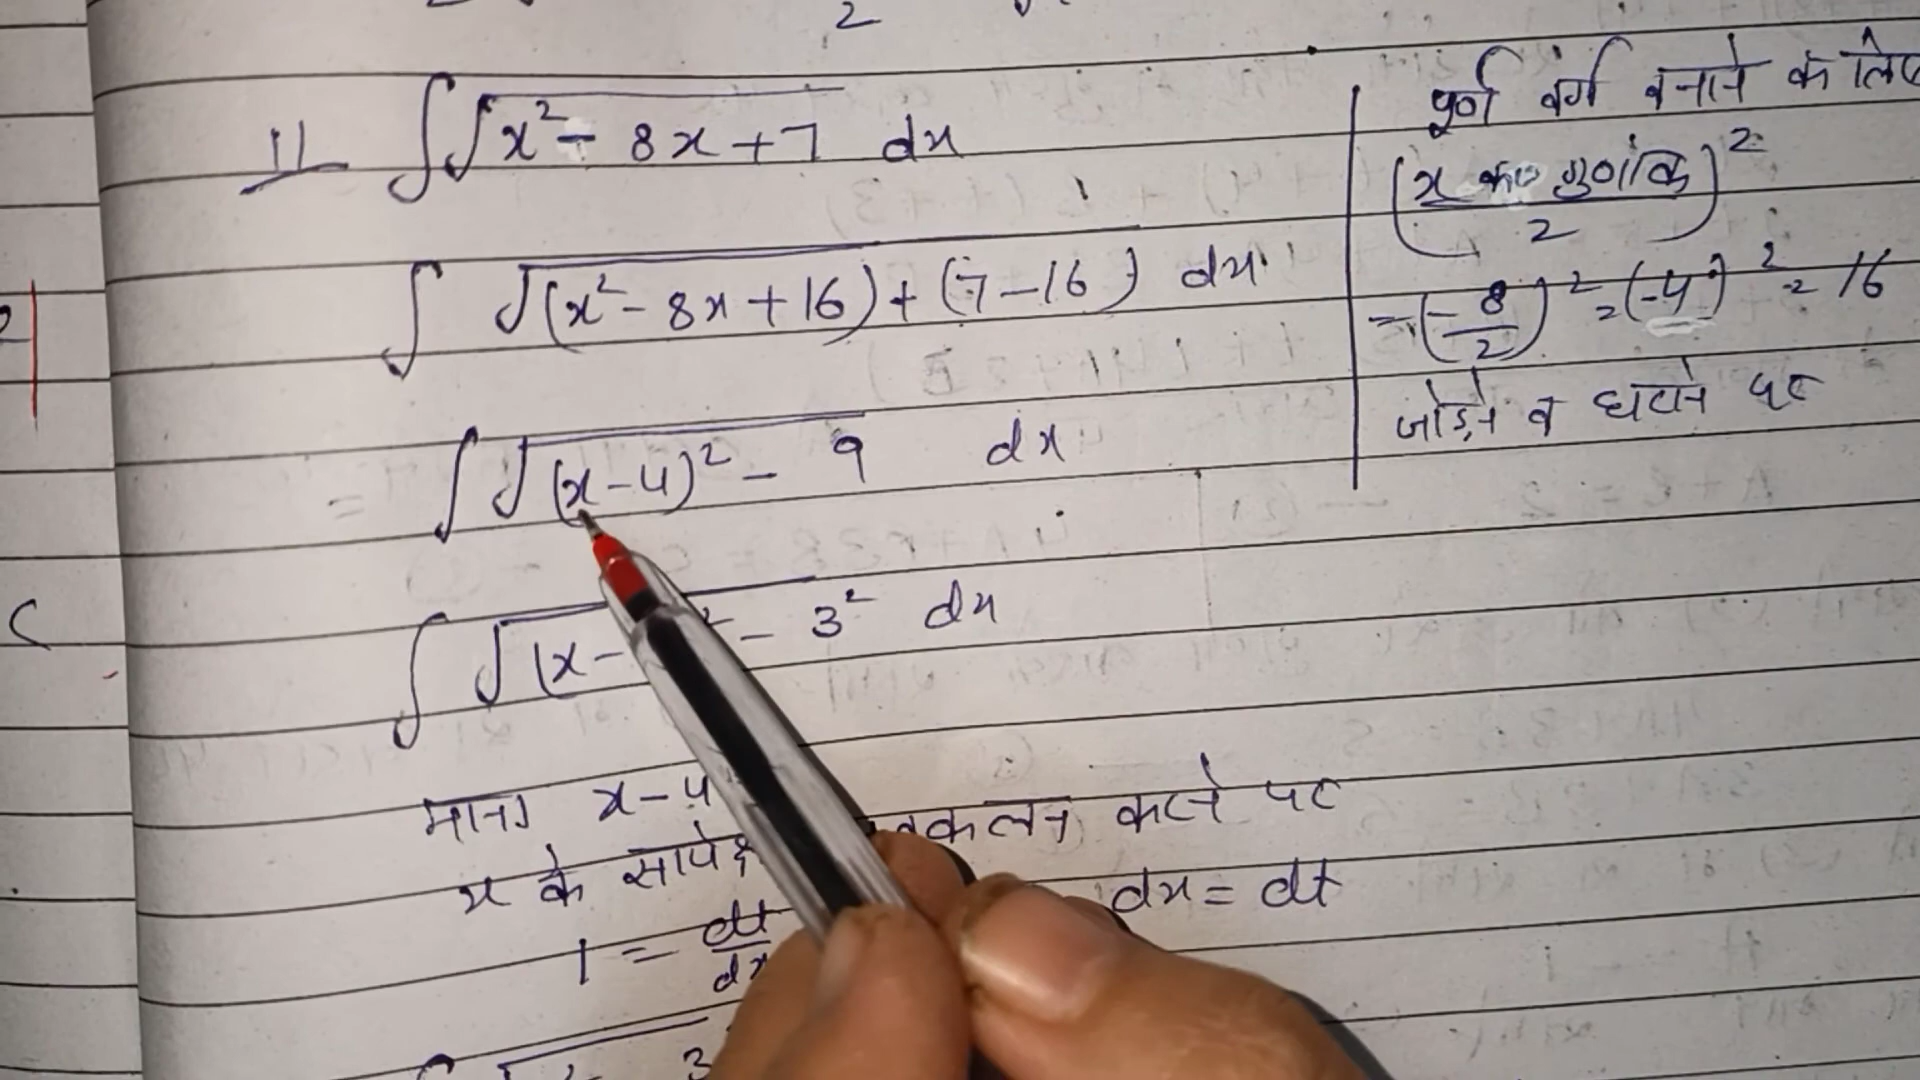 11 ∫√x² - 8x + 7 dx
∫ √(x² - 8x + 16) + (7 - 16) dx
= ∫ √(x - 4)² - 9 dx
∫ √(x - ² - 3² dx
माना x - 4
x के सापेक्ष कलन करने पर
1 = dt/dx dx = dt
3
पूर्ण वर्ग बनाने के लिए
(x का गुणांक / 2)²
= (-8/2)² = (-4)² = 16
जोड़ने व घटाने पर